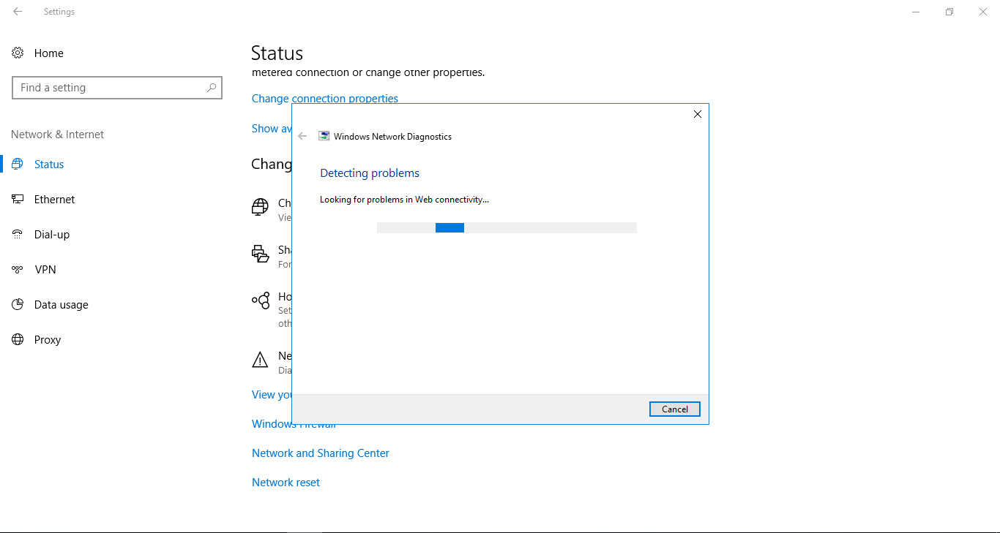 Settings
Home
Find a setting
Network & Internet
Status
Ethernet
Dial-up
VPN
Data usage
Proxy
Status
metered connection or change other properties.
Change connection properties
Show av
Chang
Ch
Vie
Sha
For
Ho
Set
oth
Ne
Dia
View you
Windows Firewall
Network and Sharing Center
Network reset
Windows Network Diagnostics
Detecting problems
Looking for problems in Web connectivity...
Cancel